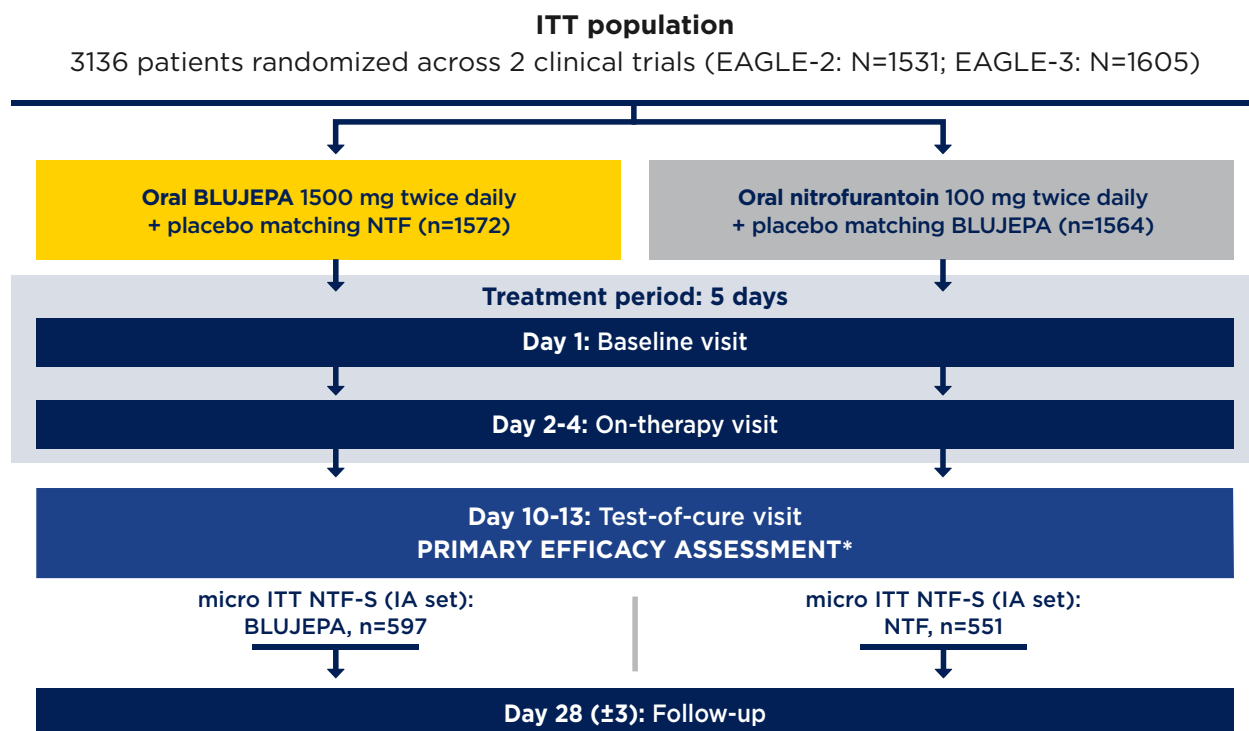 ITT population
3136 patients randomized across 2 clinical trials (EAGLE-2: N=1531; EAGLE-3: N=1605)
Oral BLUJEPA 1500 mg twice daily
+ placebo matching NTF (n=1572)
Oral nitrofurantoin 100 mg twice daily
+ placebo matching BLUJEPA (n=1564)
Treatment period: 5 days
Day 1: Baseline visit
Day 2-4: On-therapy visit
Day 10-13: Test-of-cure visit
PRIMARY EFFICACY ASSESSMENT*
micro ITT NTF-S (IA set):
BLUJEPA, n=597
micro ITT NTF-S (IA set):
NTF, n=551
Day 28 (±3): Follow-up